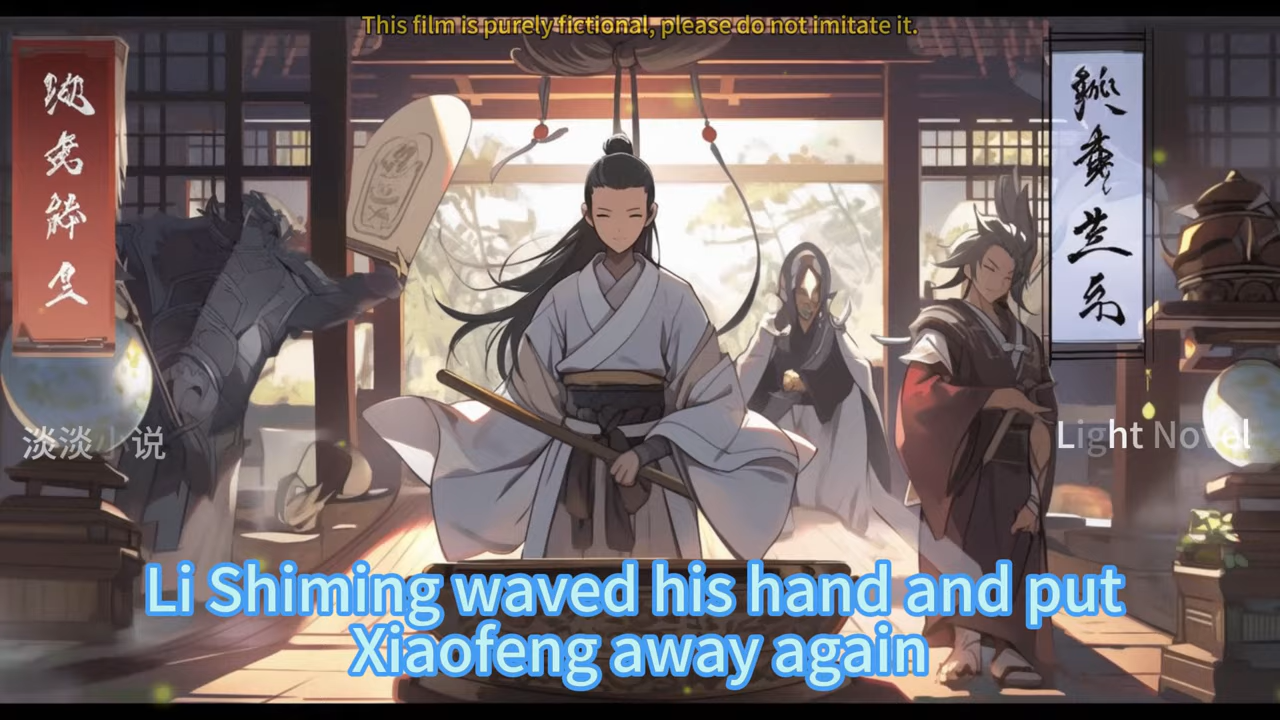 This film is purely fictional, please do not imitate it.
淡淡小说
Light Novel
Li Shiming waved his hand and put
Xiaofeng away again